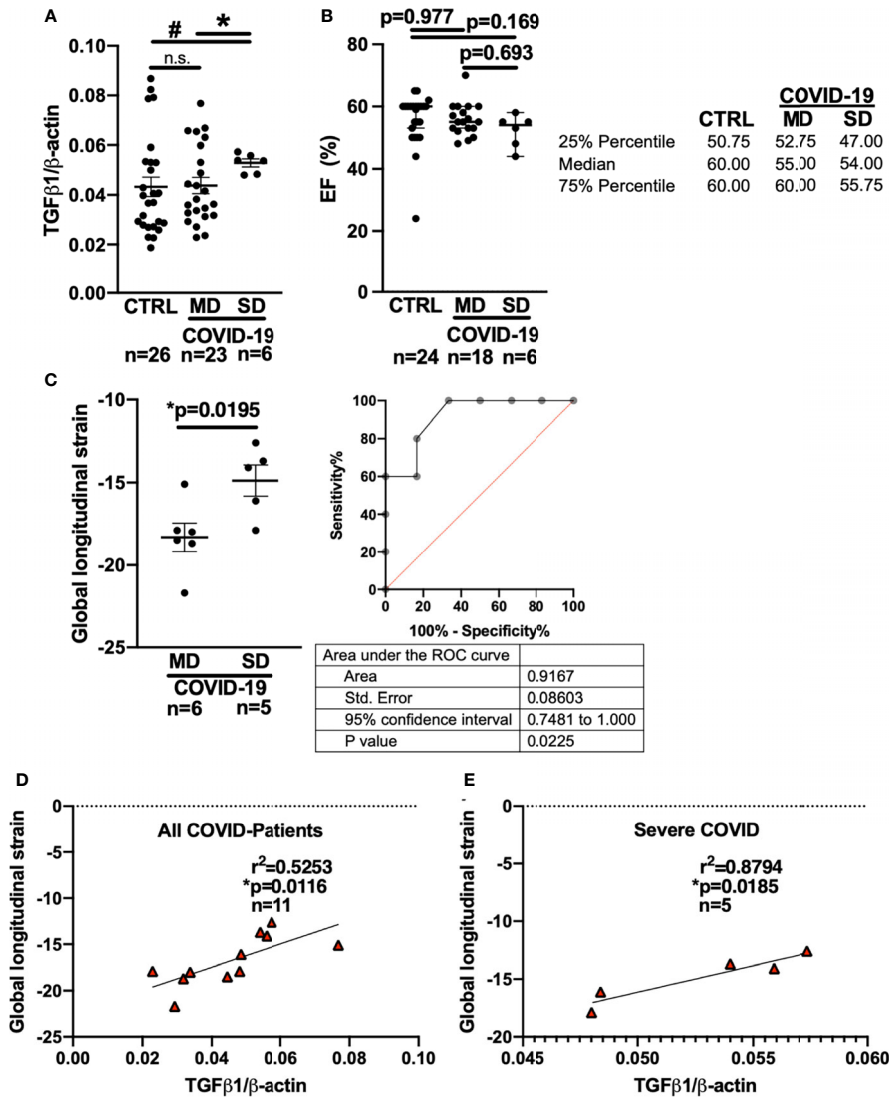 A
TGFβ1/β-actin
0.10
0.08
0.06
0.04
0.02
0.00
#
*
n.s.
CTRL MD SD
COVID-19
n=26 n=23 n=6
B
p=0.977 p=0.169
p=0.693
EF (%)
80
60
40
20
0
CTRL MD SD
COVID-19
n=24 n=18 n=6
COVID-19
CTRL MD SD
25% Percentile 50.75 52.75 47.00
Median 60.00 55.00 54.00
75% Percentile 60.00 60.00 55.75
C
Global longitudinal strain
-10
-15
-20
-25
*p=0.0195
MD SD
COVID-19
n=6 n=5
Sensitivity%
100
80
60
40
20
0
0 20 40 60 80 100
100% - Specificity%
Area under the ROC curve
Area 0.9167
Std. Error 0.08603
95% confidence interval 0.7481 to 1.000
P value 0.0225
D
Global longitudinal strain
0
-5
-10
-15
-20
-25
All COVID-Patients
r²=0.5253
*p=0.0116
n=11
0.00 0.02 0.04 0.06 0.08 0.10
TGFβ1/β-actin
E
Global longitudinal strain
0
-5
-10
-15
-20
Severe COVID
r²=0.8794
*p=0.0185
n=5
0.045 0.050 0.055 0.060
TGFβ1/β-actin